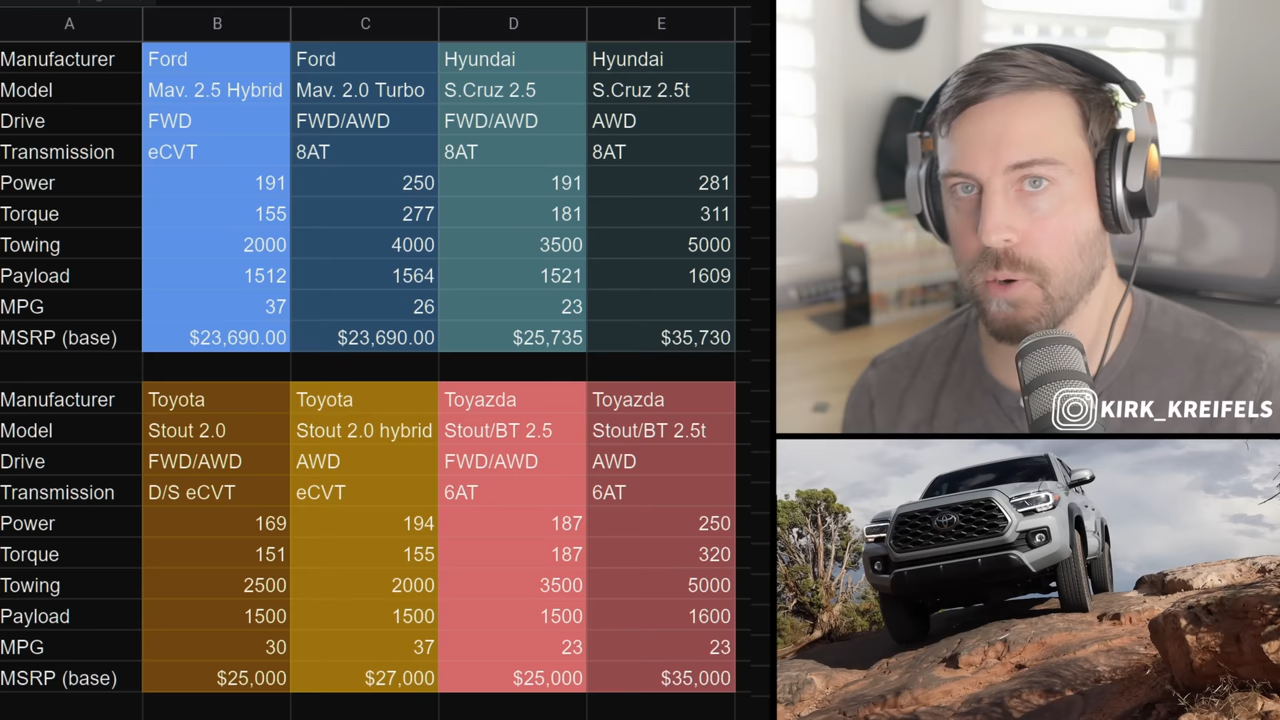 A B C D E
Manufacturer Ford Ford Hyundai Hyundai
Model Mav. 2.5 Hybrid Mav. 2.0 Turbo S.Cruz 2.5 S.Cruz 2.5t
Drive FWD FWD/AWD FWD/AWD AWD
Transmission eCVT 8AT 8AT 8AT
Power 191 250 191 281
Torque 155 277 181 311
Towing 2000 4000 3500 5000
Payload 1512 1564 1521 1609
MPG 37 26 23
MSRP (base) $23,690.00 $23,690.00 $25,735 $35,730
Manufacturer Toyota Toyota Toyazda Toyazda
Model Stout 2.0 Stout 2.0 hybrid Stout/BT 2.5 Stout/BT 2.5t
Drive FWD/AWD AWD FWD/AWD AWD
Transmission D/S eCVT eCVT 6AT 6AT
Power 169 194 187 250
Torque 151 155 187 320
Towing 2500 2000 3500 5000
Payload 1500 1500 1500 1600
MPG 30 37 23 23
MSRP (base) $25,000 $27,000 $25,000 $35,000
KIRK_KREIFELS